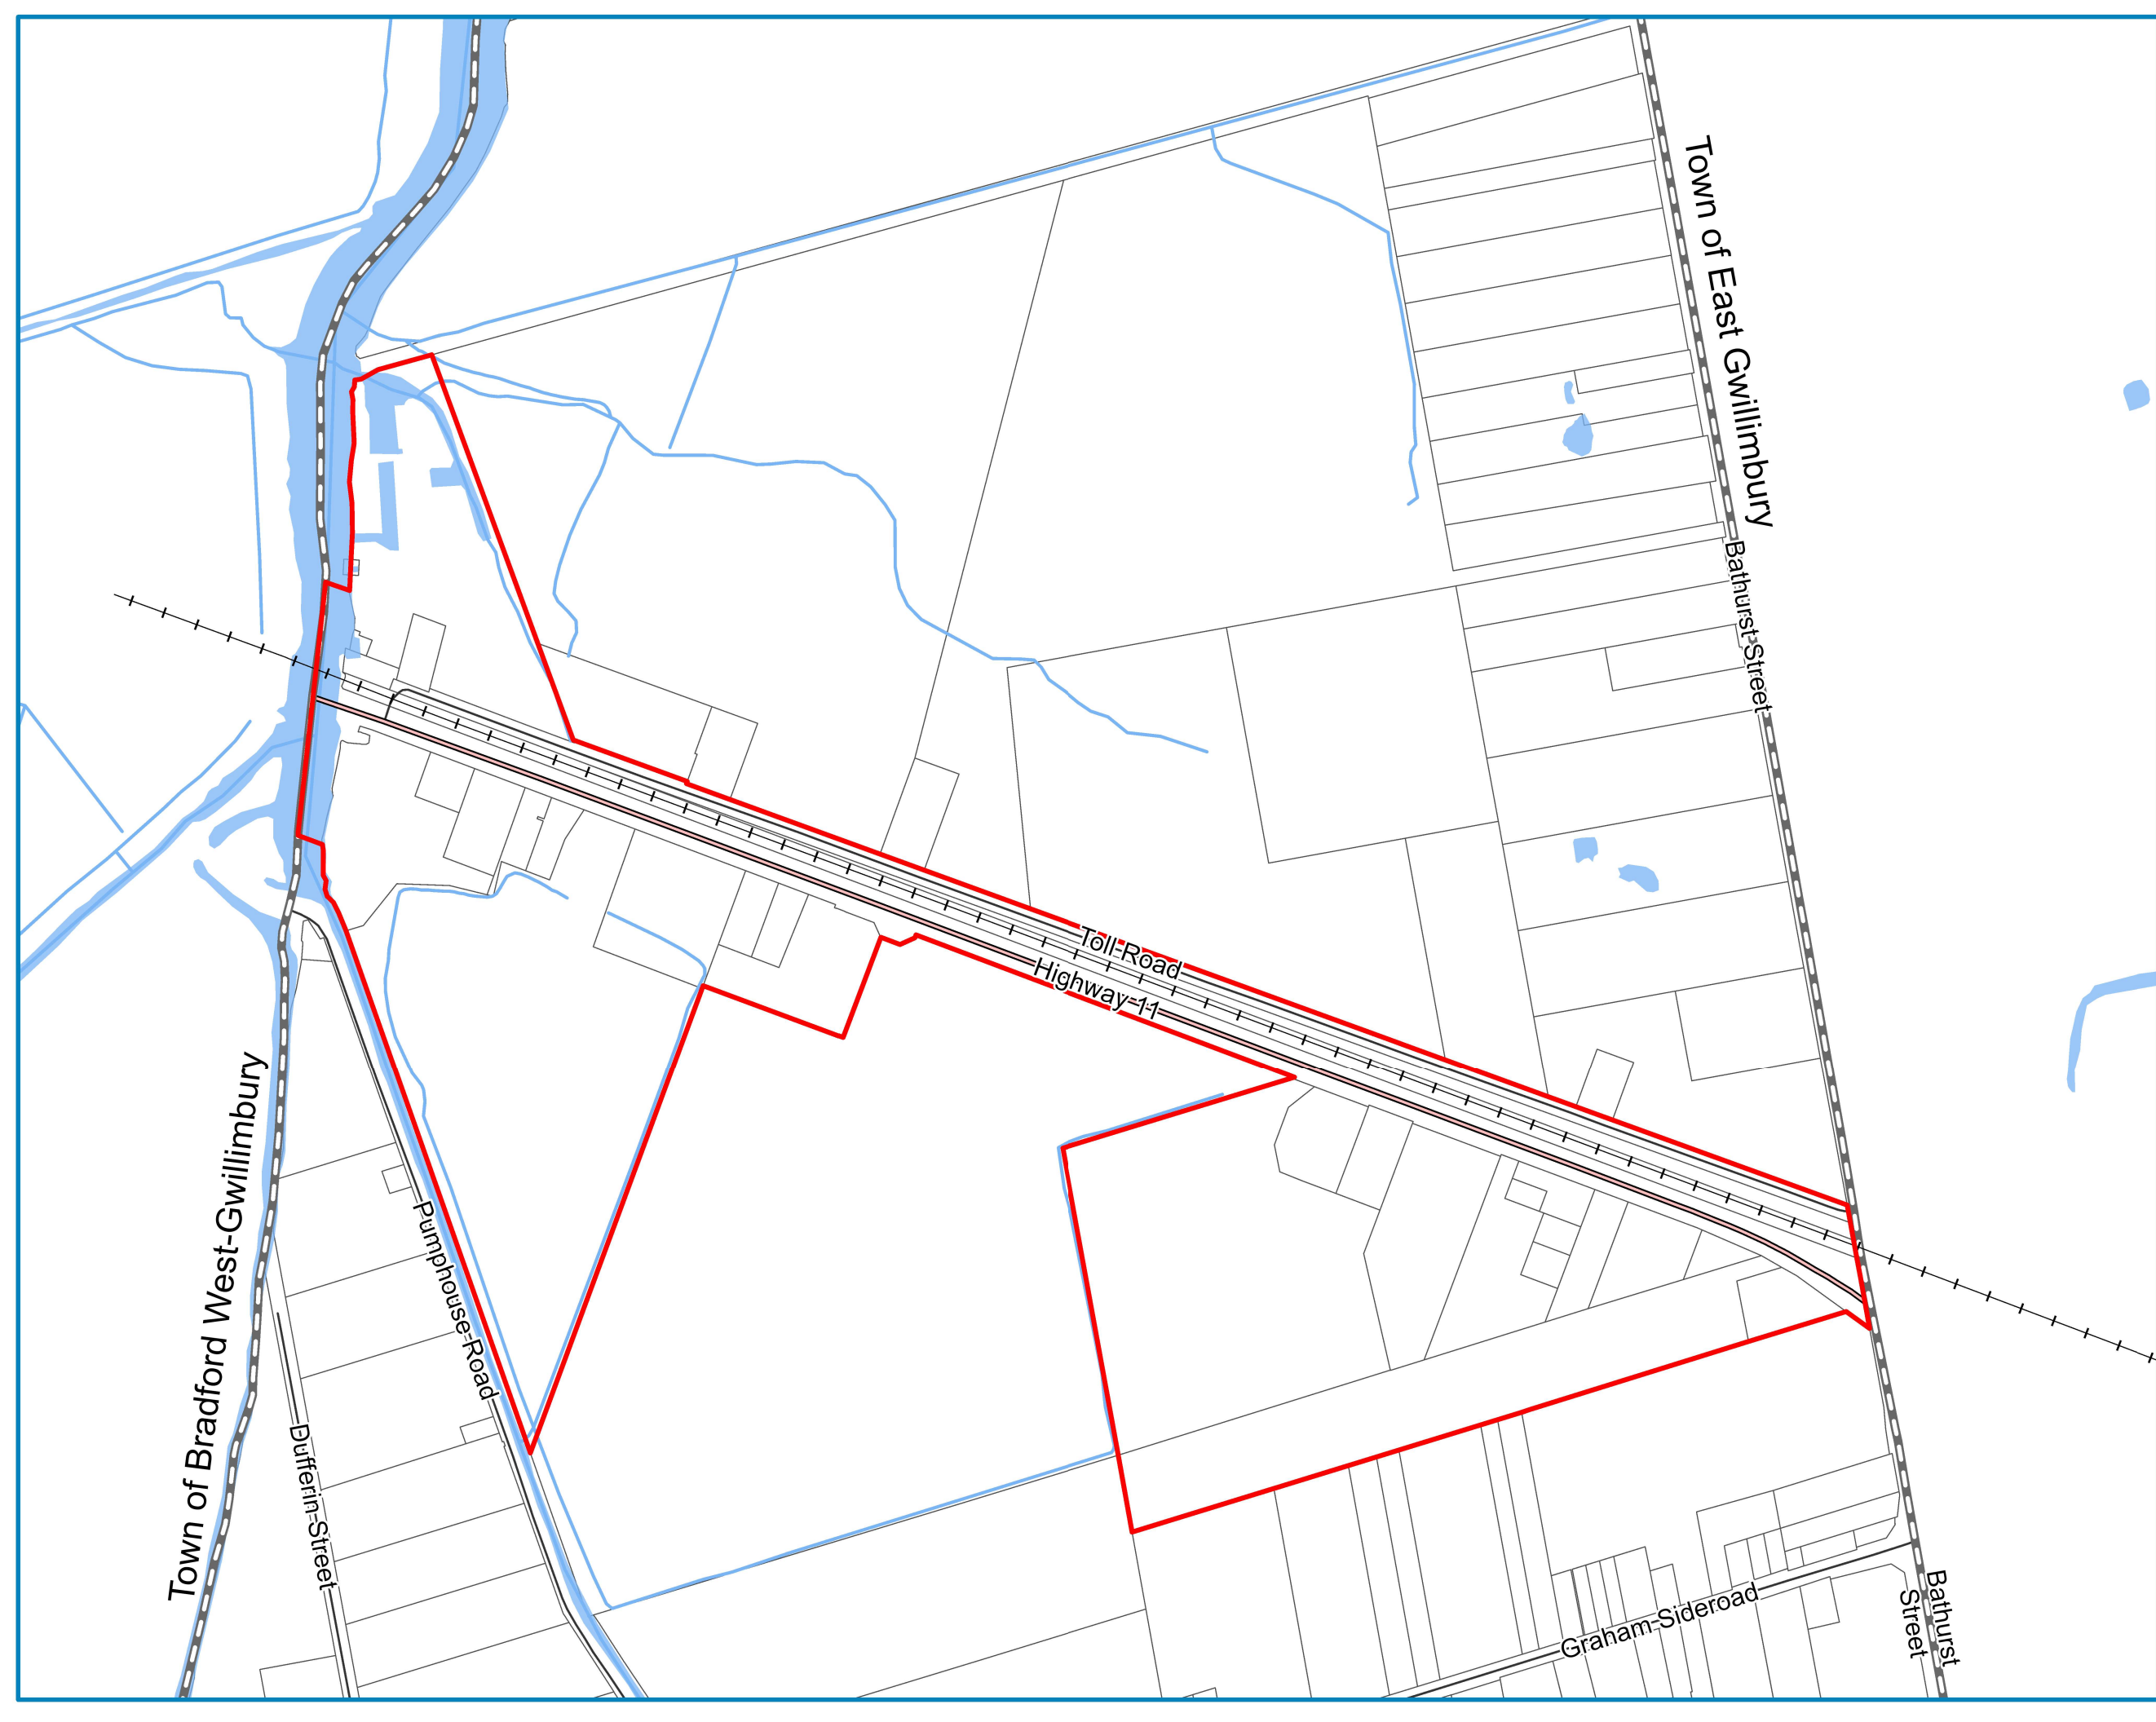 Town of East Gwillimbury
Bathurst Street
Toll Road
Highway 11
Town of Bradford West-Gwillimbury
Pumphouse Road
Dufferin Street
Graham Sideroad
Bathurst
Street